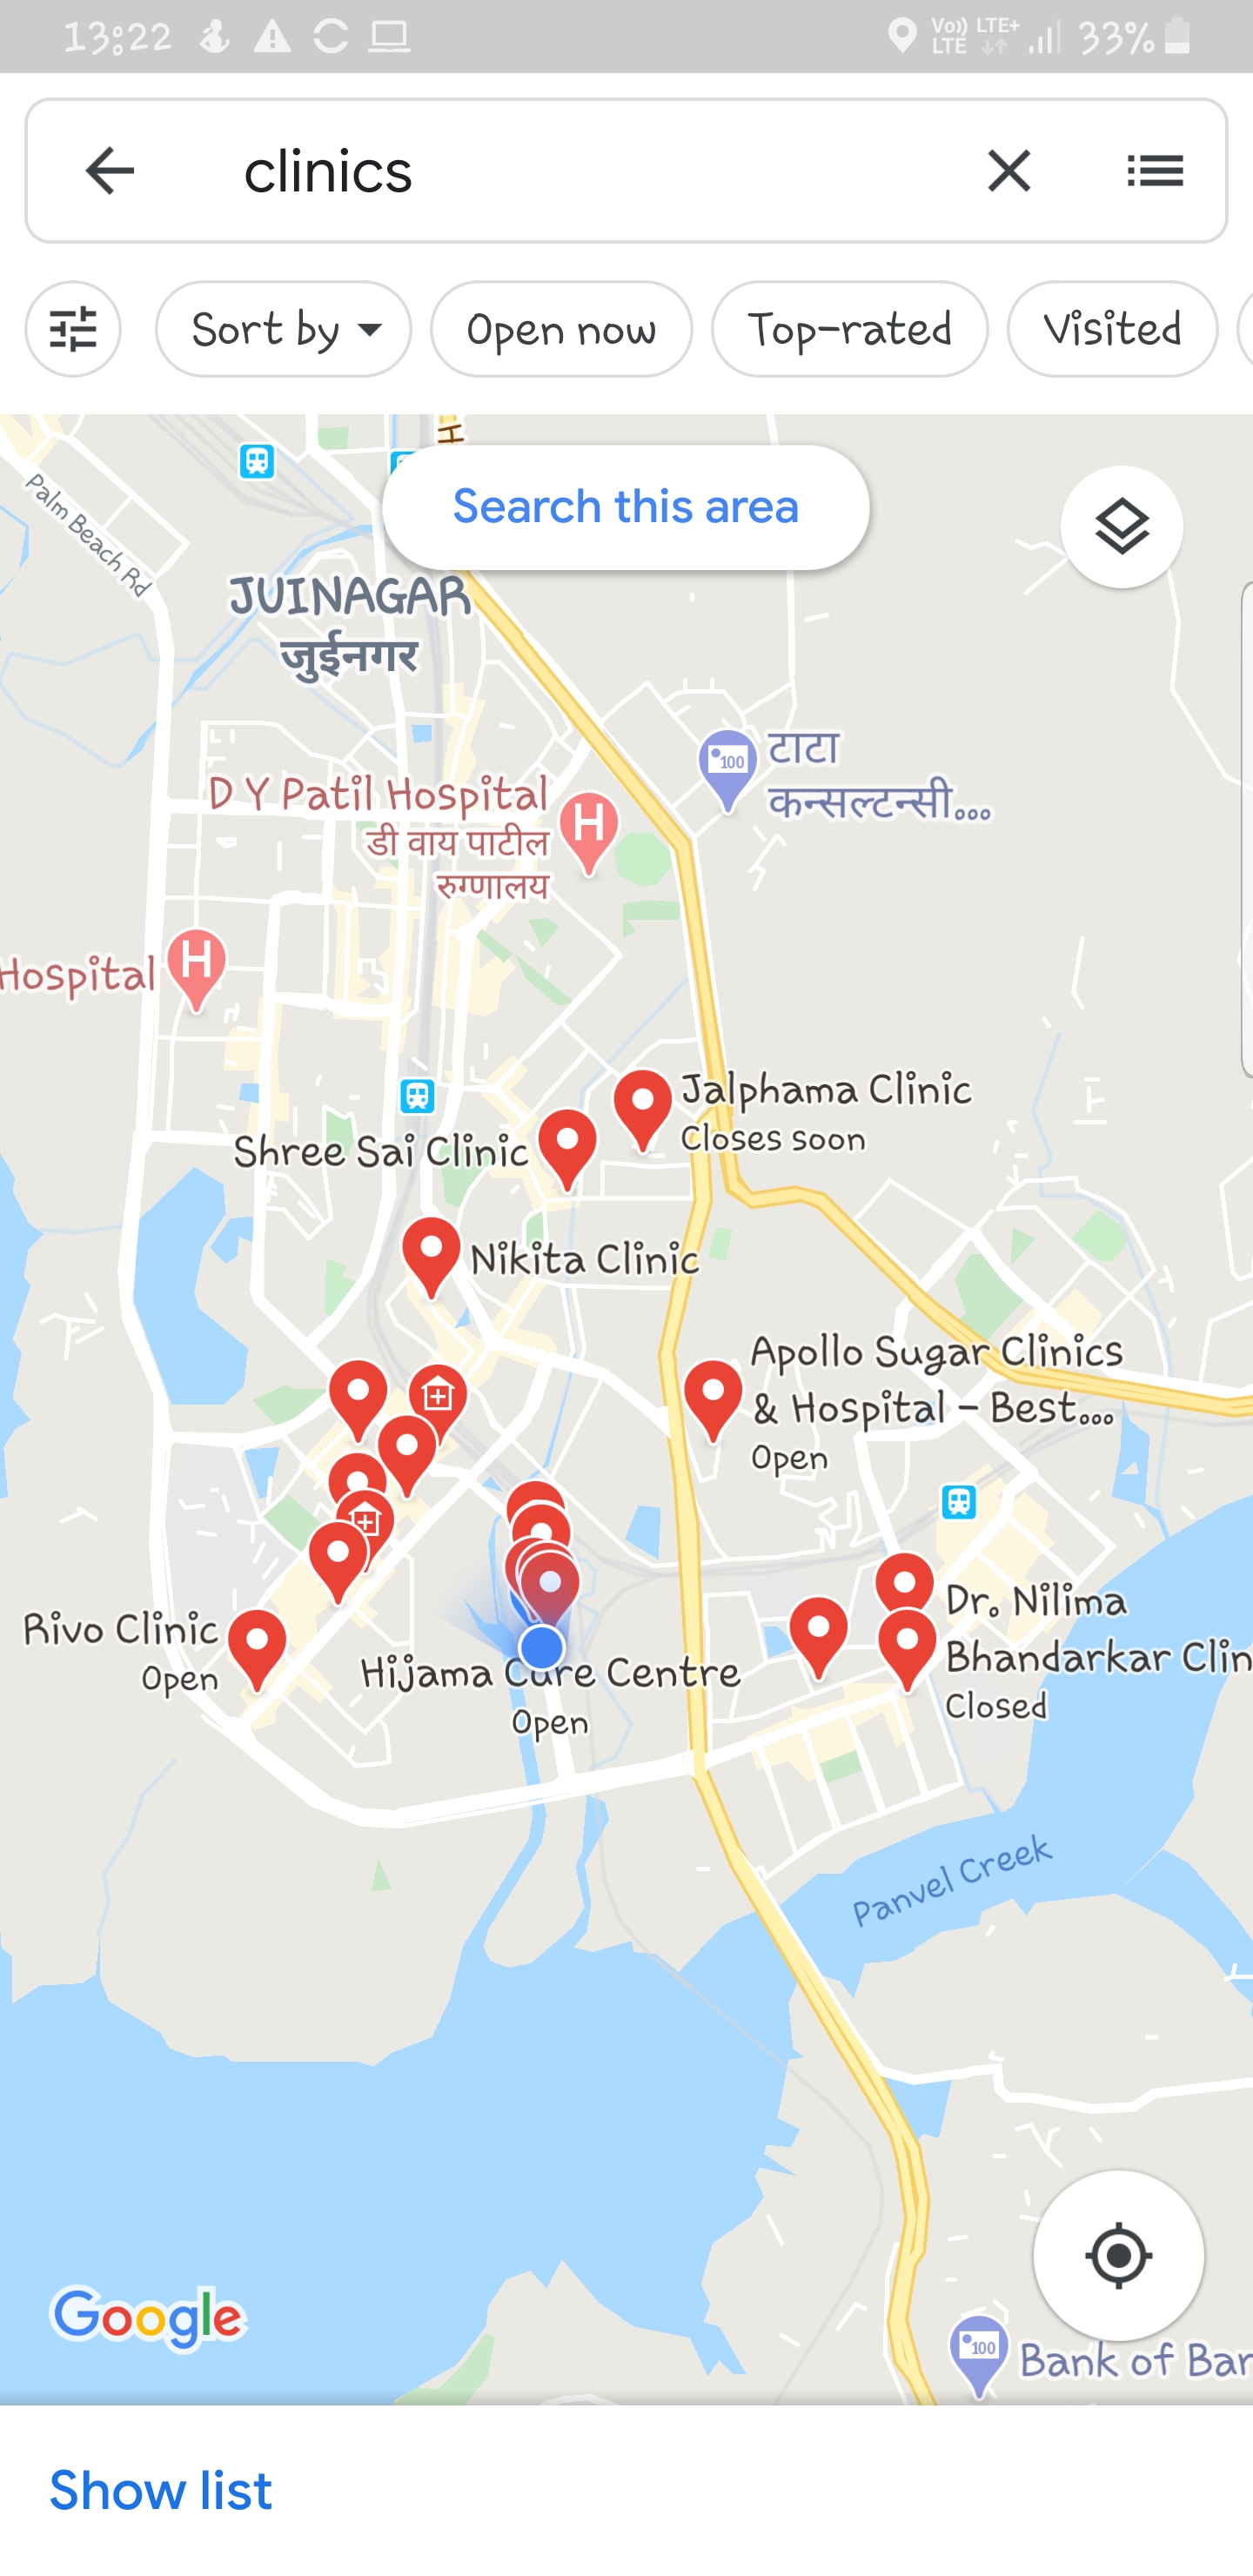 13:22
Vo)) LTE+
LTE
33%
clinics
Sort by
Open now
Top-rated
Visited
Search this area
Palm Beach Rd
JUINAGAR
जुईनगर
100
टाटा
कन्सल्टन्सी...
D Y Patil Hospital
डी वाय पाटील
रुग्णालय
H
H
Hospital
Jalphama Clinic
Closes soon
Shree Sai Clinic
Nikita Clinic
Apollo Sugar Clinics
& Hospital – Best...
Open
Dr. Nilima
Bhandarkar Clin
Closed
Rivo Clinic
Open
Hijama Cure Centre
Open
Panvel Creek
Google
100
Bank of Bar
Show list